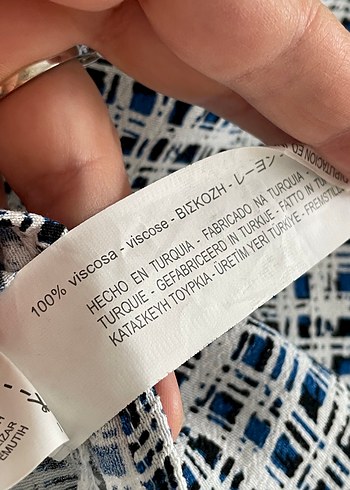 100% viscosa - viscose - ΒΙΣΚΟΖΗ - レーヨン -
HECHO EN TURQUIA - FABRICADO NA TURQUIA -
TURQUIE - GEFABRICEERD IN TURKIJE - FATTO IN
ΚΑΤΑΣΚΕΥΗ ΤΟΥΡΚΙΑ - ÜRETIM YERI TÜRKIYE -